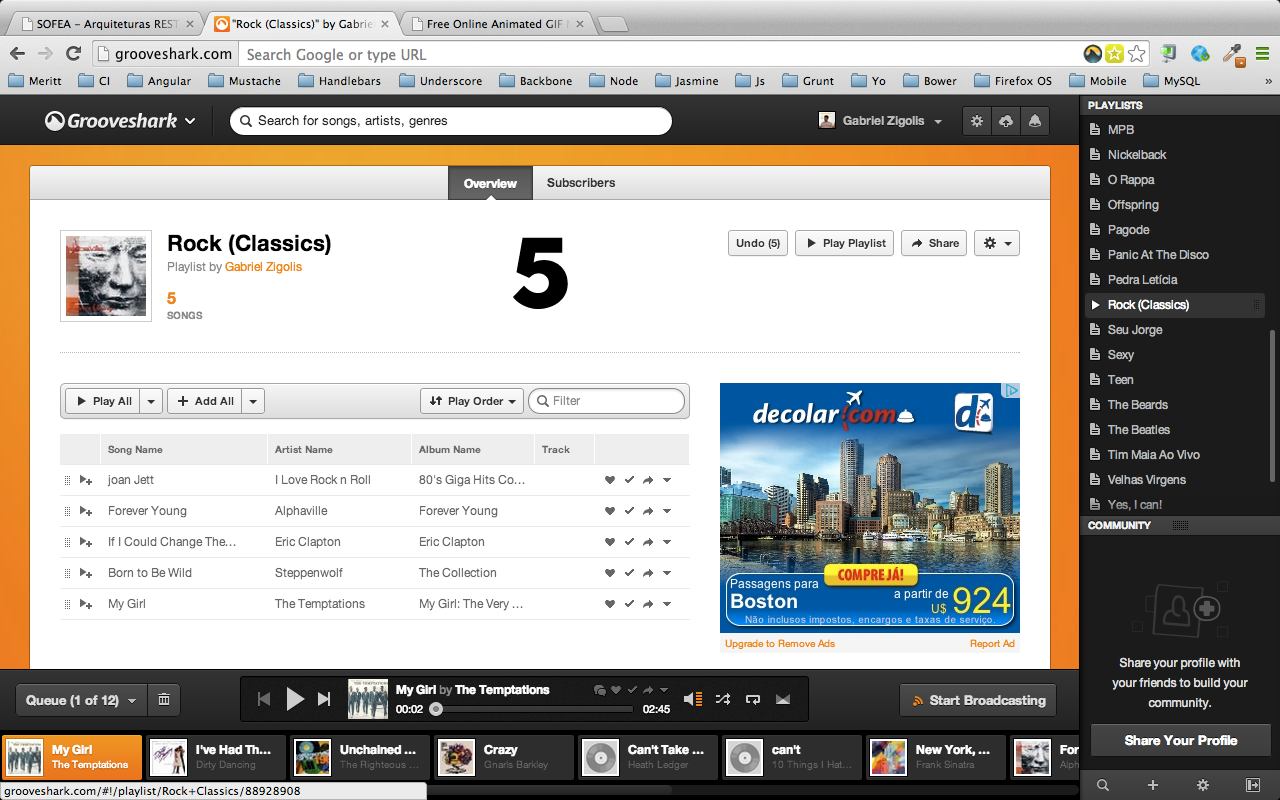 SOFEA – Arquiteturas REST
"Rock (Classics)" by Gabrie
Free Online Animated GIF M
grooveshark.com
Search Google or type URL
Meritt
CI
Angular
Mustache
Handlebars
Underscore
Backbone
Node
Jasmine
Js
Grunt
Yo
Bower
Firefox OS
Mobile
MySQL
»
Grooveshark
Search for songs, artists, genres
Gabriel Zigolis
Overview
Subscribers
Rock (Classics)
Playlist by Gabriel Zigolis
5
SONGS
5
Undo (5)
Play Playlist
Share
Play All
Add All
Play Order
Filter
Song Name Artist Name Album Name Track
joan Jett I Love Rock n Roll 80's Giga Hits Co...
Forever Young Alphaville Forever Young
If I Could Change The... Eric Clapton Eric Clapton
Born to Be Wild Steppenwolf The Collection
My Girl The Temptations My Girl: The Very ...
decolar.com
d
COMPRE JÁ!
Passagens para
Boston
a partir de
U$ 924
Não inclusos impostos, encargos e taxas de serviço.
Upgrade to Remove Ads
Report Ad
PLAYLISTS
MPB
Nickelback
O Rappa
Offspring
Pagode
Panic At The Disco
Pedra Letícia
Rock (Classics)
Seu Jorge
Sexy
Teen
The Beards
The Beatles
Tim Maia Ao Vivo
Velhas Virgens
Yes, I can!
COMMUNITY
Share your profile with
your friends to build your
community.
Share Your Profile
Queue (1 of 12)
My Girl by The Temptations
00:02
02:45
Start Broadcasting
My Girl
The Temptations
I've Had Th...
Dirty Dancing
Unchained ...
The Righteous ...
Crazy
Gnarls Barkley
Can't Take ...
Heath Ledger
can't
10 Things I Hat...
New York, ...
Frank Sinatra
For
Alph
grooveshark.com/#!/playlist/Rock+Classics/88928908